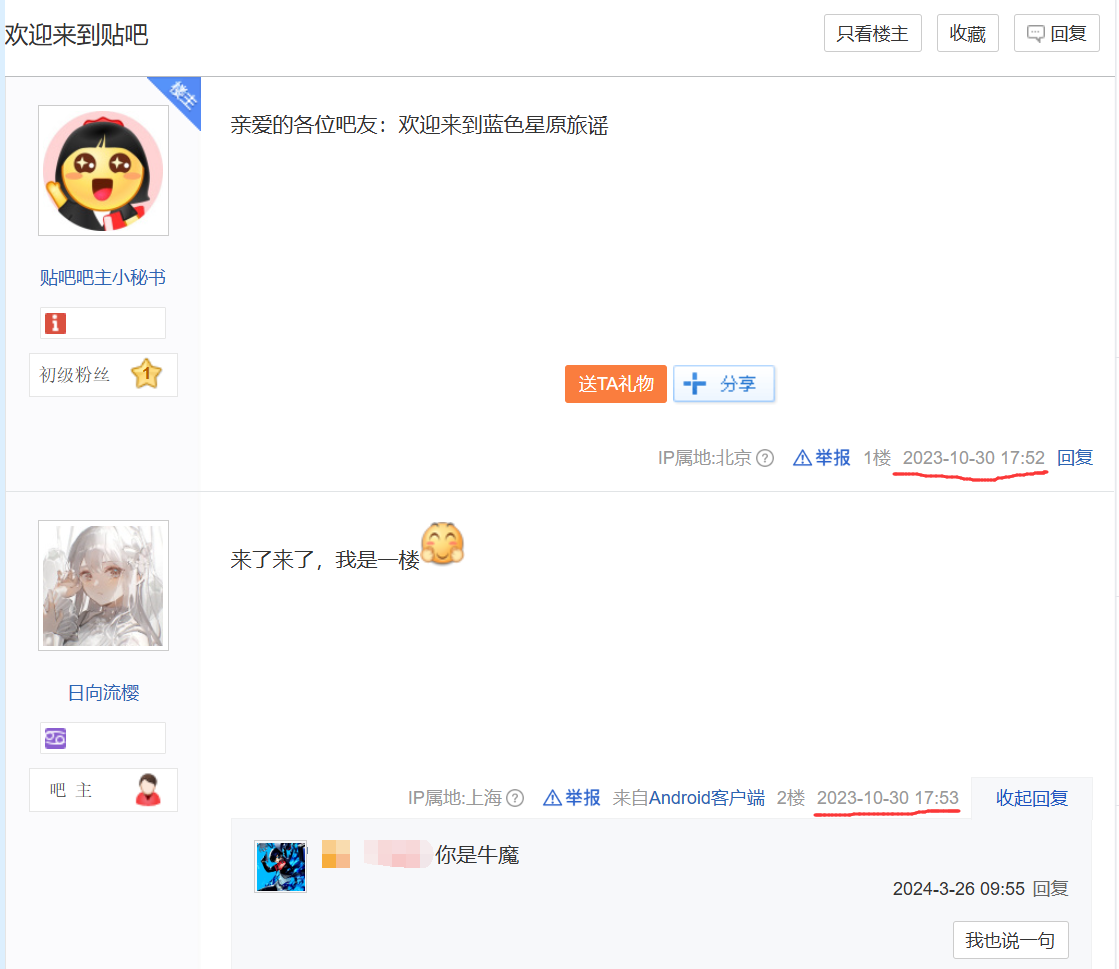 欢迎来到贴吧
只看楼主
收藏
回复
楼主
亲爱的各位吧友：欢迎来到蓝色星原旅谣
贴吧吧主小秘书
初级粉丝 1
送TA礼物
分享
IP属地:北京 举报 1楼 2023-10-30 17:52 回复
来了来了，我是一楼
日向流樱
吧 主
IP属地:上海 举报 来自Android客户端 2楼 2023-10-30 17:53 收起回复
你是牛魔
2024-3-26 09:55 回复
我也说一句